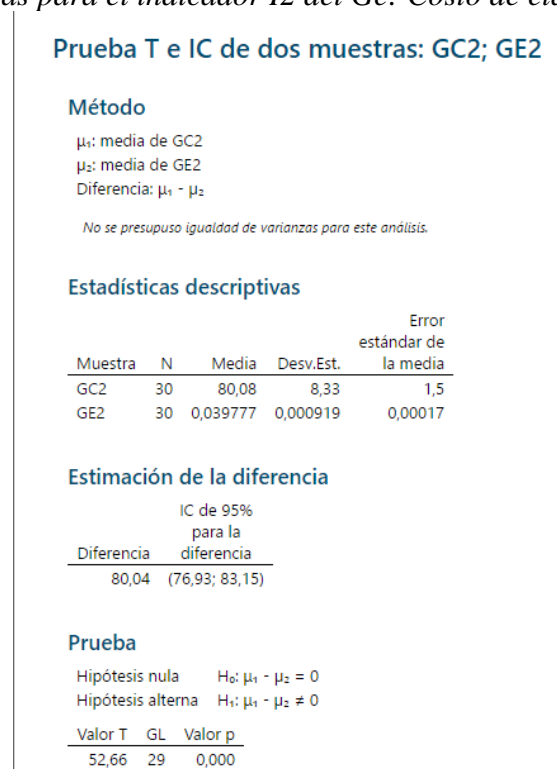 para el indicador I2 del Ge: Costo de
Prueba T e IC de dos muestras: GC2; GE2
Método
μ₁: media de GC2
μ₂: media de GE2
Diferencia: μ₁ - μ₂
No se presupuso igualdad de varianzas para este análisis.
Estadísticas descriptivas
Error
estándar de
Muestra N Media Desv.Est. la media
GC2 30 80,08 8,33 1,5
GE2 30 0,039777 0,000919 0,00017
Estimación de la diferencia
IC de 95%
para la
Diferencia diferencia
80,04 (76,93; 83,15)
Prueba
Hipótesis nula H₀: μ₁ - μ₂ = 0
Hipótesis alterna H₁: μ₁ - μ₂ ≠ 0
Valor T GL Valor p
52,66 29 0,000